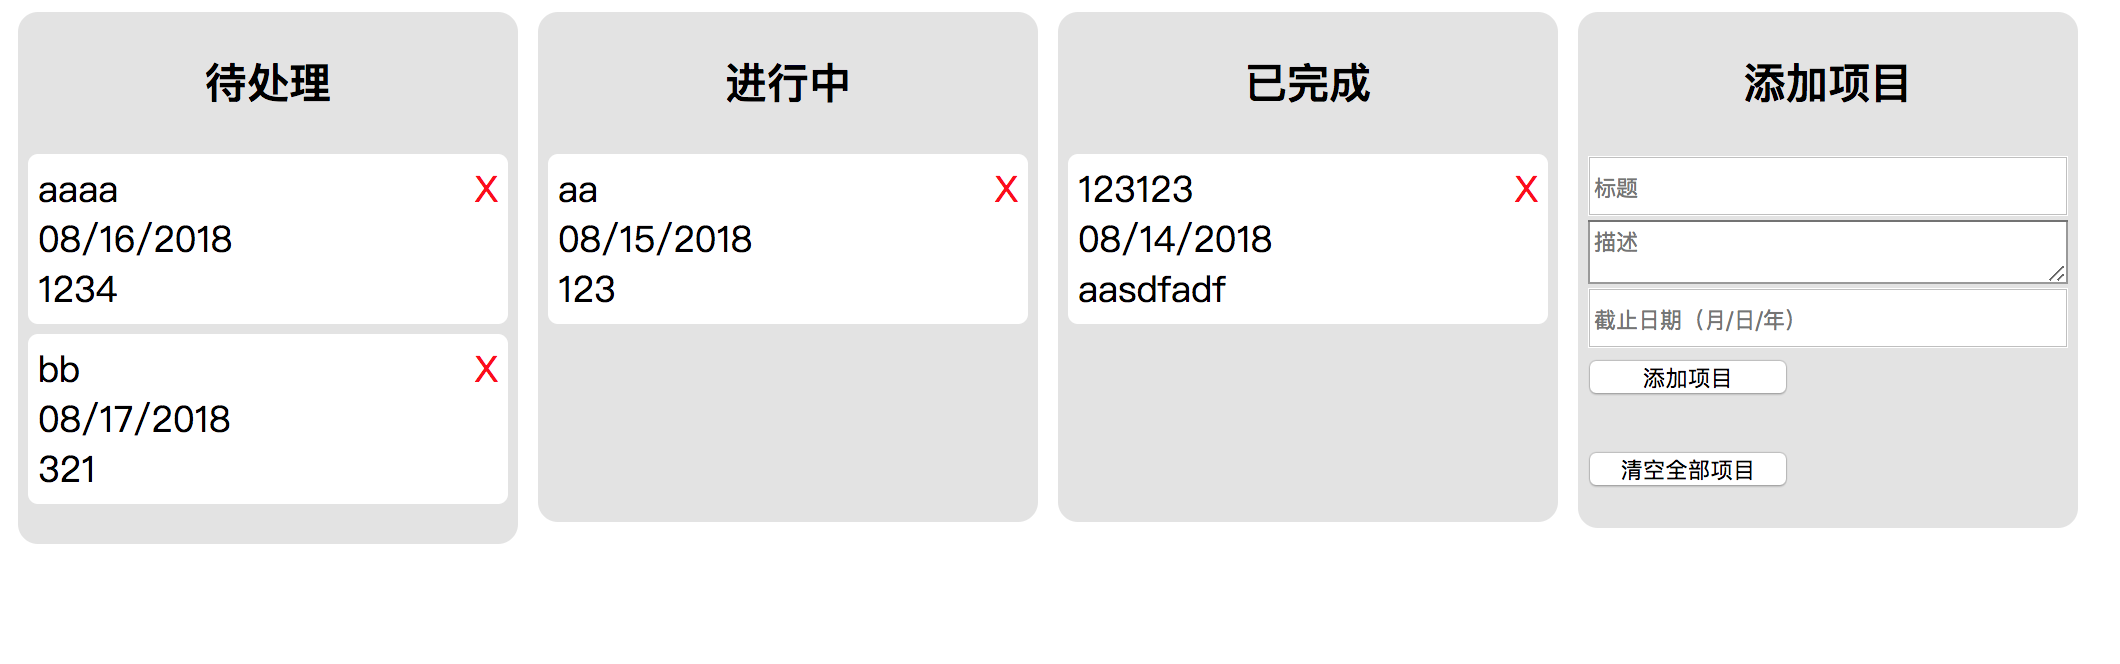 待处理
aaaa X
08/16/2018
1234
bb X
08/17/2018
321
进行中
aa X
08/15/2018
123
已完成
123123 X
08/14/2018
aasdfadf
添加项目
标题
描述
截止日期（月/日/年）
添加项目
清空全部项目